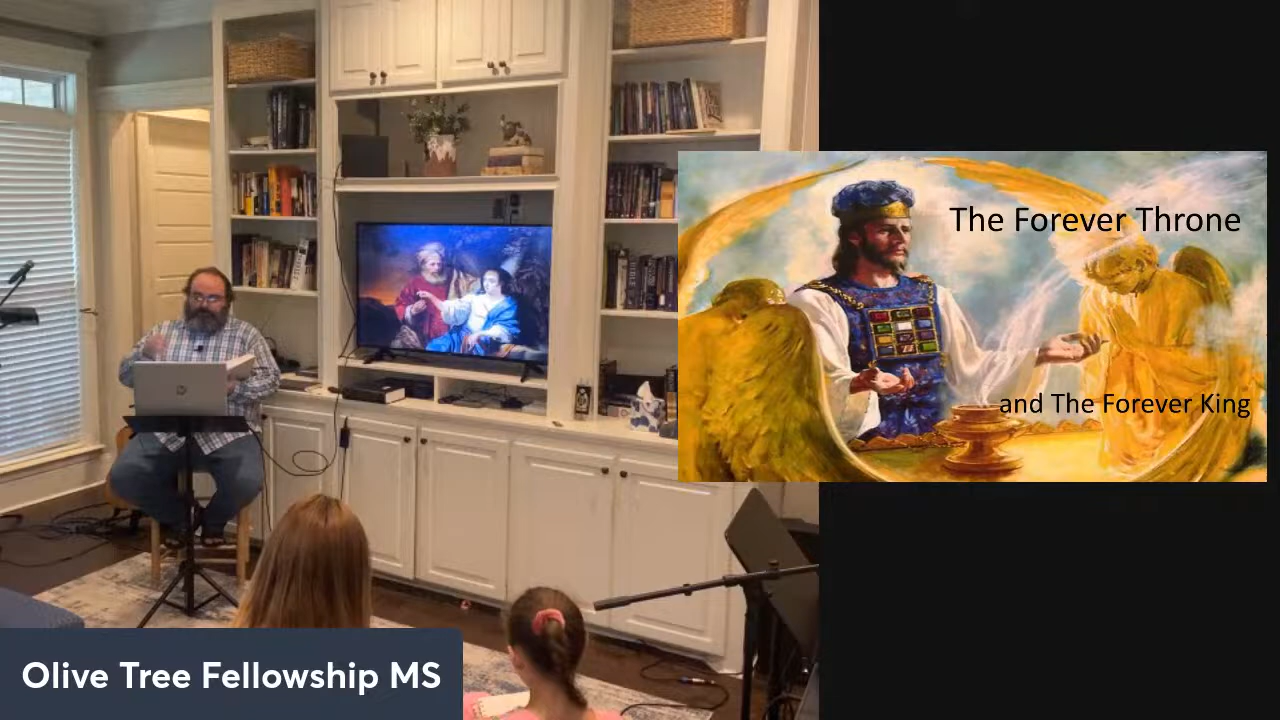 The Forever Throne
and The Forever King
Olive Tree Fellowship MS